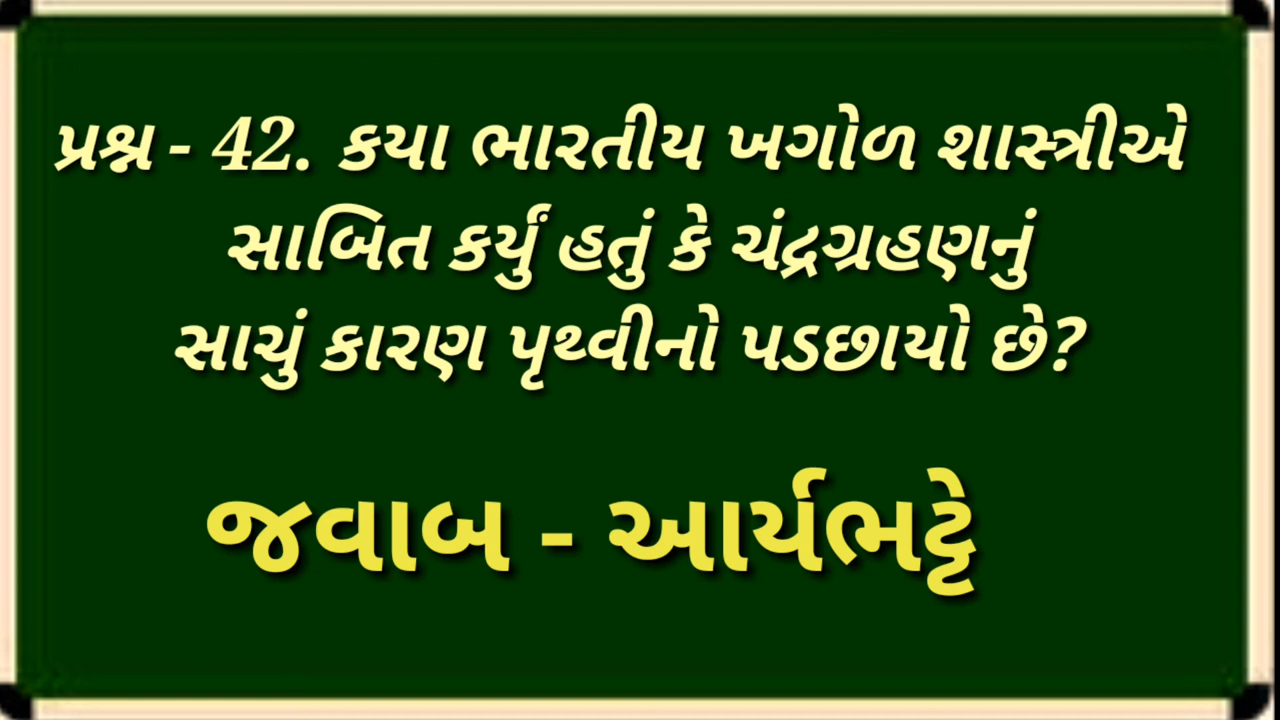 પ્રશ્ન - 42. કયા ભારતીય ખગોળ શાસ્ત્રીએ
સાબિત કર્યું હતું કે ચંદ્રગ્રહણનું
સાચું કારણ પૃથ્વીનો પડછાયો છે?
જવાબ - આર્યભટ્ટે